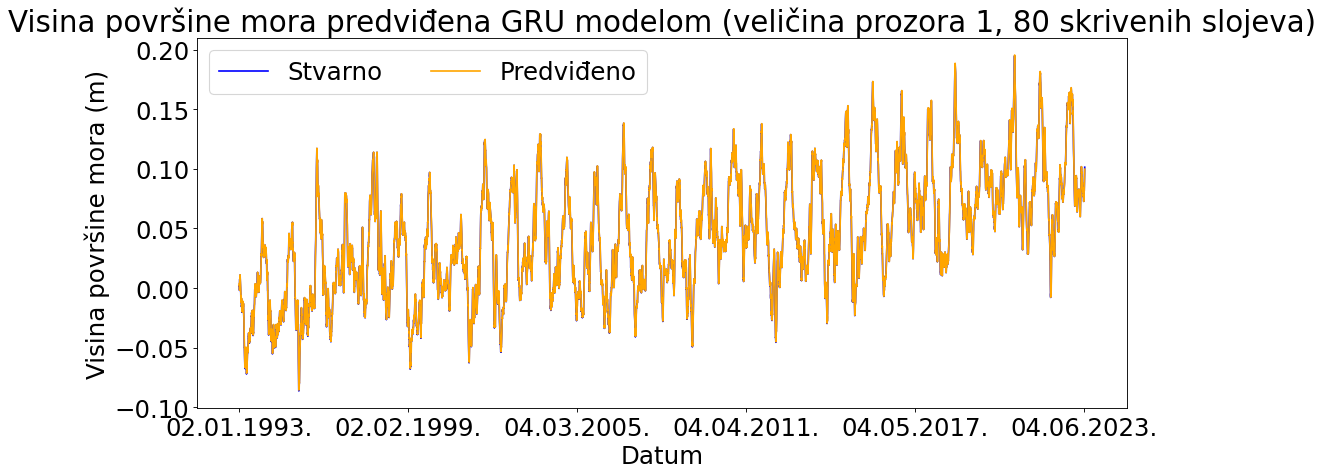 Visina površine mora predviđena GRU modelom (veličina prozora 1, 80 skrivenih slojeva)
Stvarno
Predviđeno
Visina površine mora (m)
0.20
0.15
0.10
0.05
0.00
−0.05
−0.10
02.01.1993.
02.02.1999.
04.03.2005.
04.04.2011.
04.05.2017.
04.06.2023.
Datum